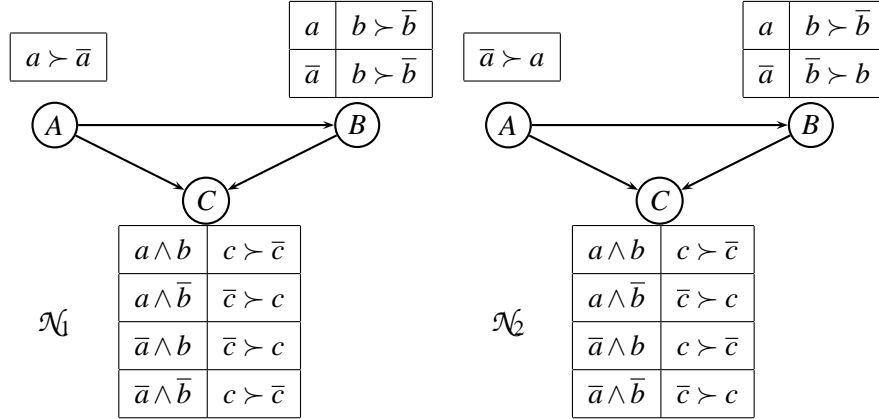 a ≻ a̅
a b ≻ b̅
a̅ b ≻ b̅
A
B
C
a ∧ b c ≻ c̅
a ∧ b̅ c̅ ≻ c
a̅ ∧ b c̅ ≻ c
a̅ ∧ b̅ c ≻ c̅
𝒩1
a̅ ≻ a
a b ≻ b̅
a̅ b̅ ≻ b
A
B
C
a ∧ b c ≻ c̅
a ∧ b̅ c̅ ≻ c
a̅ ∧ b c ≻ c̅
a̅ ∧ b̅ c̅ ≻ c
𝒩2